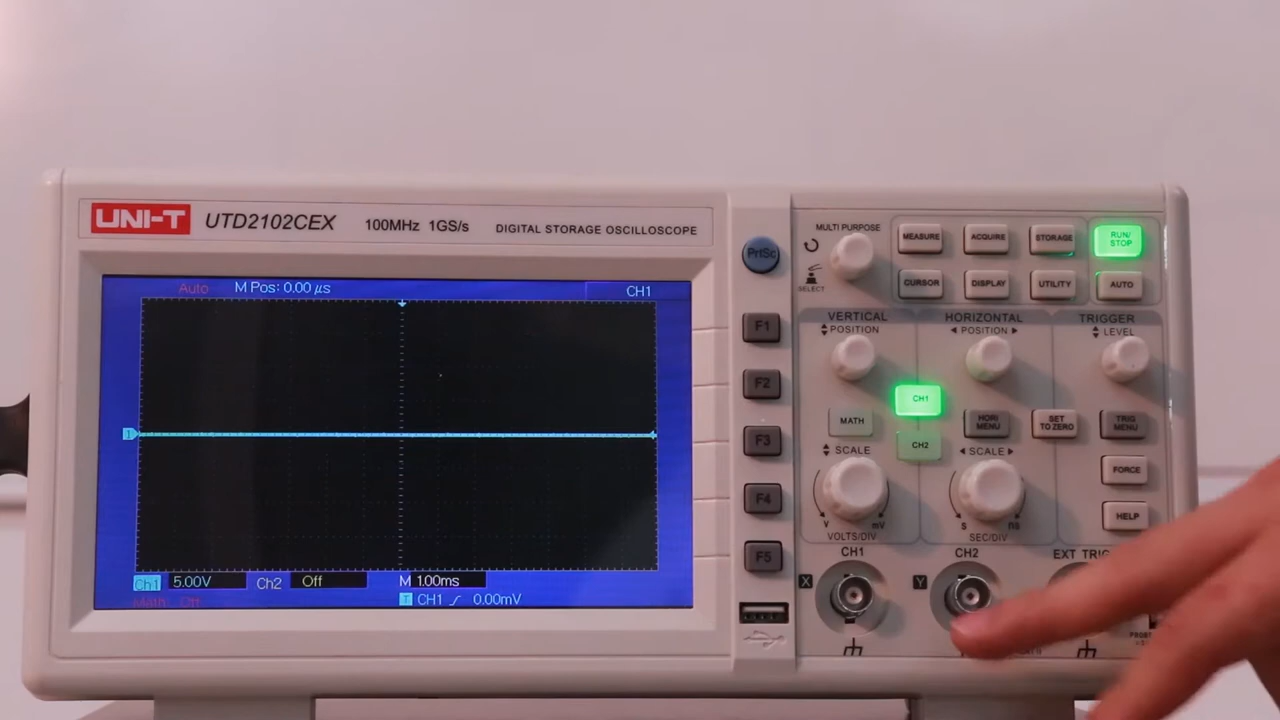 UNI-T UTD2102CEX 100MHz 1GS/s DIGITAL STORAGE OSCILLOSCOPE
Auto M Pos: 0.00 μs CH1
1
Ch1 5.00V Ch2 Off M 1.00ms
Math Off T CH1 0.00mV
PrtSc
F1
F2
F3
F4
F5
MULTI PURPOSE
SELECT
MEASURE ACQUIRE STORAGE RUN/
STOP
CURSOR DISPLAY UTILITY AUTO
VERTICAL HORIZONTAL TRIGGER
POSITION POSITION LEVEL
CH1
MATH HORI
MENU SET
TO ZERO TRIG
MENU
CH2
SCALE SCALE
FORCE
V mV S ns HELP
VOLTS/DIV SEC/DIV
CH1 CH2 EXT TRIG
X Y